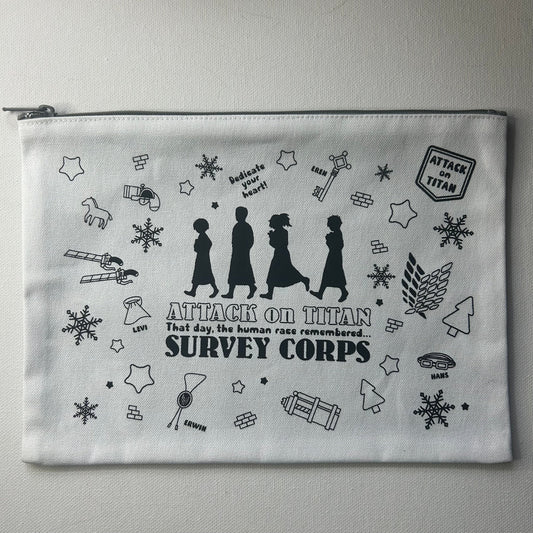 Dedicate
your
heart!
EREN
ATTACK
on
TITAN
ATTACK on TITAN
That day, the human race remembered...
SURVEY CORPS
LEVI
HANS
ERWIN